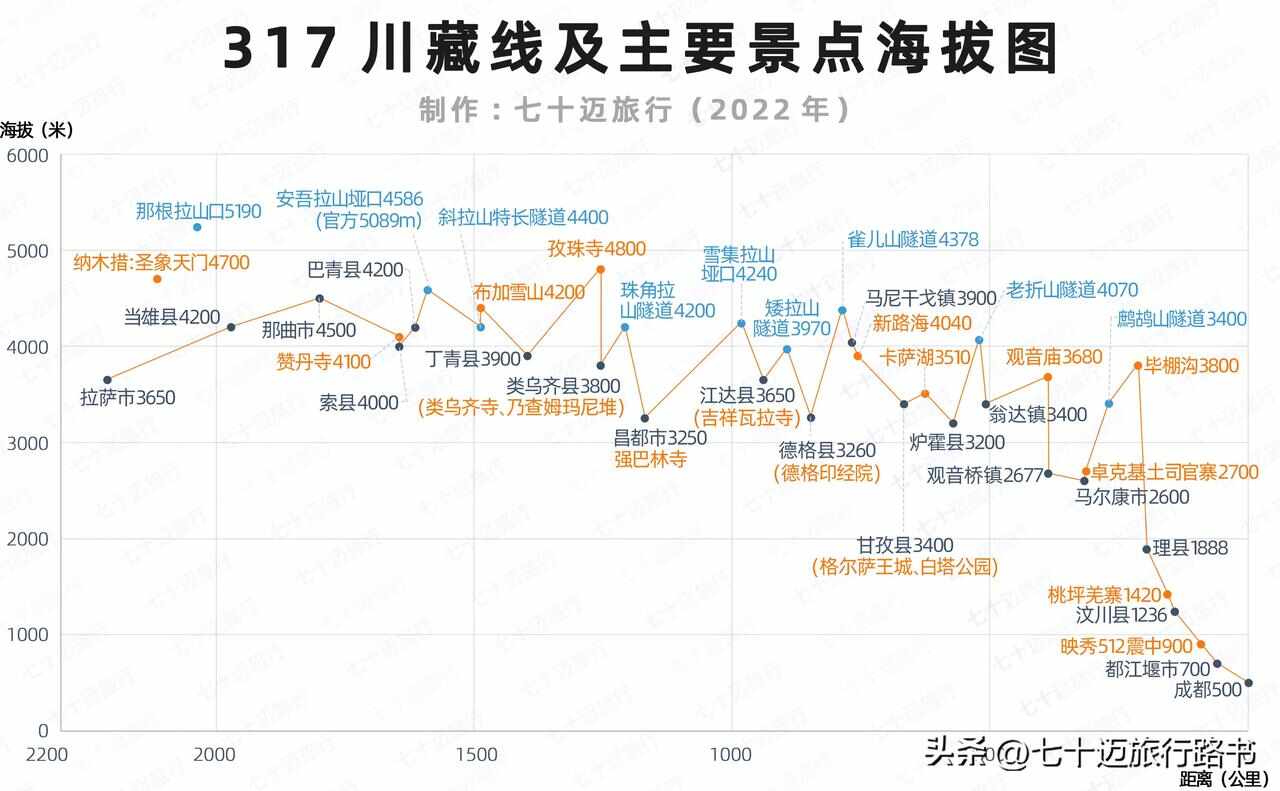 317 川藏线及主要景点海拔图
制作：七十迈旅行（2022 年）
海拔（米）
6000
5000
4000
3000
2000
1000
0
那根拉山口5190
纳木措:圣象天门4700
当雄县4200
拉萨市3650
那曲市4500
安吾拉山垭口4586
(官方5089m)
巴青县4200
赞丹寺4100
索县4000
斜拉山特长隧道4400
布加雪山4200
丁青县3900
孜珠寺4800
类乌齐县3800
(类乌齐寺、乃查姆玛尼堆)
珠角拉
山隧道4200
昌都市3250
强巴林寺
雪集拉山
垭口4240
江达县3650
(吉祥瓦拉寺)
矮拉山
隧道3970
德格县3260
(德格印经院)
雀儿山隧道4378
马尼干戈镇3900
新路海4040
卡萨湖3510
甘孜县3400
(格尔萨王城、白塔公园)
炉霍县3200
老折山隧道4070
翁达镇3400
观音庙3680
观音桥镇2677
鹧鸪山隧道3400
毕棚沟3800
卓克基土司官寨2700
马尔康市2600
理县1888
桃坪羌寨1420
汶川县1236
映秀512震中900
都江堰市700
成都500
2200
2000
1500
1000
头条@七十迈旅行路书
距离（公里）
七十迈旅行